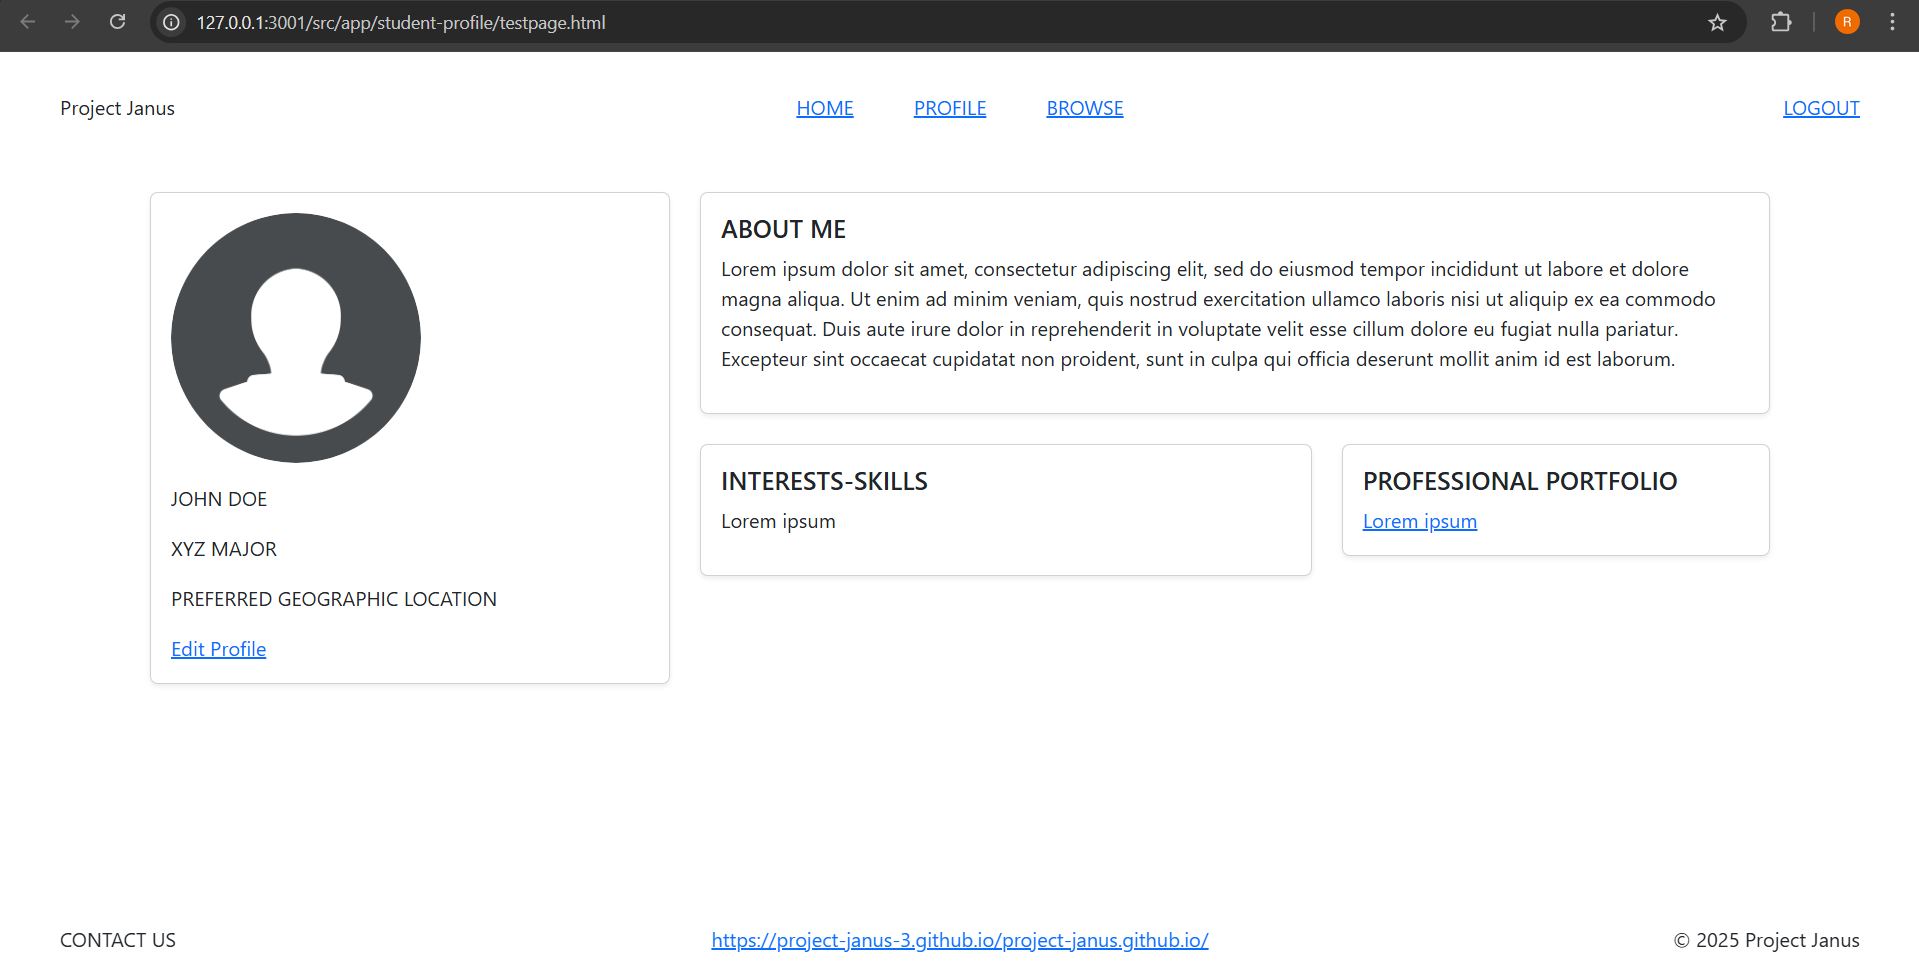 127.0.0.1:3001/src/app/student-profile/testpage.html
R
Project Janus
HOME
PROFILE
BROWSE
LOGOUT
JOHN DOE
XYZ MAJOR
PREFERRED GEOGRAPHIC LOCATION
Edit Profile
ABOUT ME
Lorem ipsum dolor sit amet, consectetur adipiscing elit, sed do eiusmod tempor incididunt ut labore et dolore
magna aliqua. Ut enim ad minim veniam, quis nostrud exercitation ullamco laboris nisi ut aliquip ex ea commodo
consequat. Duis aute irure dolor in reprehenderit in voluptate velit esse cillum dolore eu fugiat nulla pariatur.
Excepteur sint occaecat cupidatat non proident, sunt in culpa qui officia deserunt mollit anim id est laborum.
INTERESTS-SKILLS
Lorem ipsum
PROFESSIONAL PORTFOLIO
Lorem ipsum
CONTACT US
https://project-janus-3.github.io/project-janus.github.io/
© 2025 Project Janus